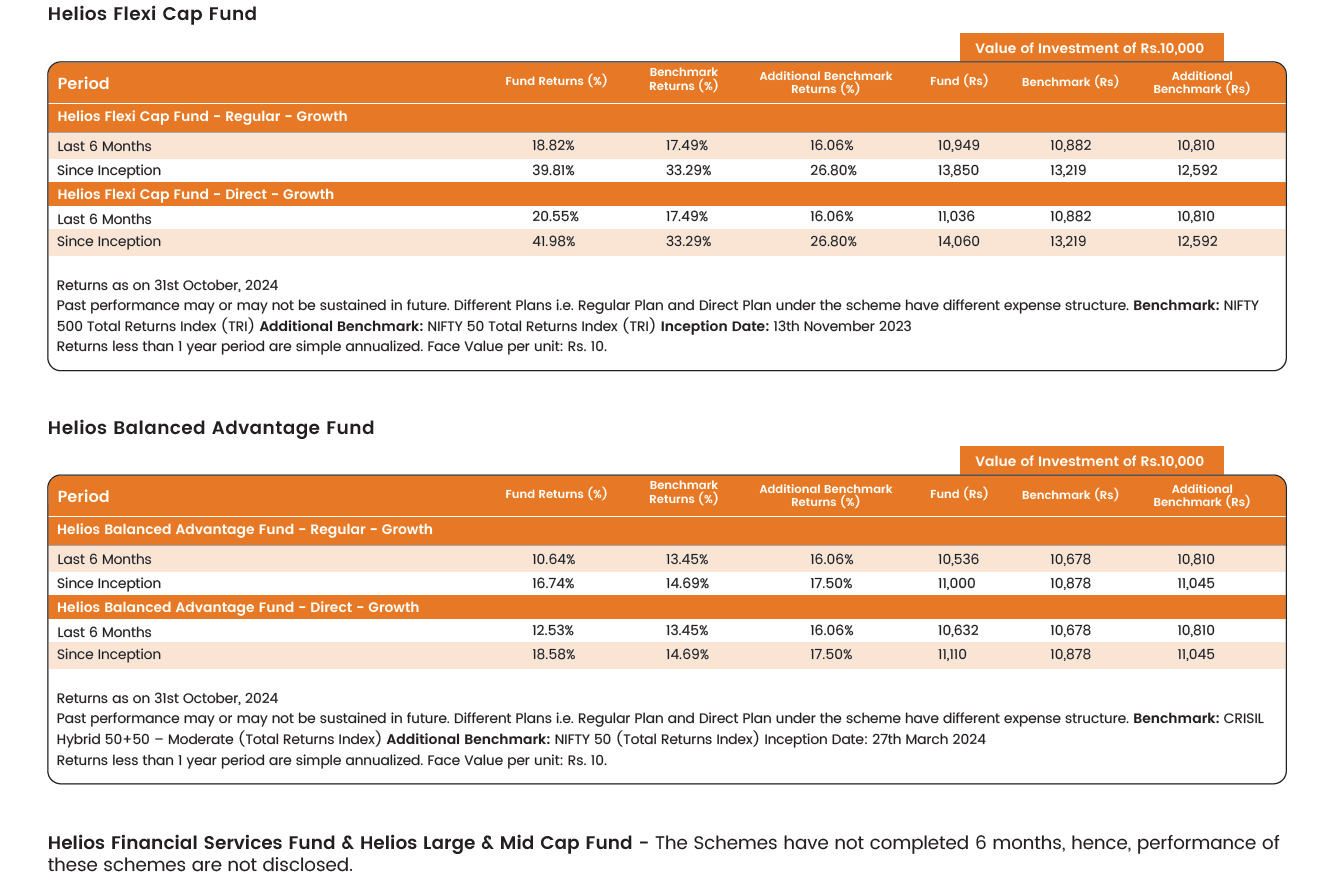 Helios Flexi Cap Fund
Value of Investment of Rs.10,000
Period Fund Returns (%) Benchmark Returns (%) Additional Benchmark Returns (%) Fund (Rs) Benchmark (Rs) Additional Benchmark (Rs)
Helios Flexi Cap Fund - Regular - Growth
Last 6 Months 18.82% 17.49% 16.06% 10,949 10,882 10,810
Since Inception 39.81% 33.29% 26.80% 13,850 13,219 12,592
Helios Flexi Cap Fund - Direct - Growth
Last 6 Months 20.55% 17.49% 16.06% 11,036 10,882 10,810
Since Inception 41.98% 33.29% 26.80% 14,060 13,219 12,592
Returns as on 31st October, 2024
Past performance may or may not be sustained in future. Different Plans i.e. Regular Plan and Direct Plan under the scheme have different expense structure. Benchmark: NIFTY
500 Total Returns Index (TRI) Additional Benchmark: NIFTY 50 Total Returns Index (TRI) Inception Date: 13th November 2023
Returns less than 1 year period are simple annualized. Face Value per unit: Rs. 10.
Helios Balanced Advantage Fund
Value of Investment of Rs.10,000
Period Fund Returns (%) Benchmark Returns (%) Additional Benchmark Returns (%) Fund (Rs) Benchmark (Rs) Additional Benchmark (Rs)
Helios Balanced Advantage Fund - Regular - Growth
Last 6 Months 10.64% 13.45% 16.06% 10,536 10,678 10,810
Since Inception 16.74% 14.69% 17.50% 11,000 10,878 11,045
Helios Balanced Advantage Fund - Direct - Growth
Last 6 Months 12.53% 13.45% 16.06% 10,632 10,678 10,810
Since Inception 18.58% 14.69% 17.50% 11,110 10,878 11,045
Returns as on 31st October, 2024
Past performance may or may not be sustained in future. Different Plans i.e. Regular Plan and Direct Plan under the scheme have different expense structure. Benchmark: CRISIL
Hybrid 50+50 – Moderate (Total Returns Index) Additional Benchmark: NIFTY 50 (Total Returns Index) Inception Date: 27th March 2024
Returns less than 1 year period are simple annualized. Face Value per unit: Rs. 10.
Helios Financial Services Fund & Helios Large & Mid Cap Fund - The Schemes have not completed 6 months, hence, performance of
these schemes are not disclosed.